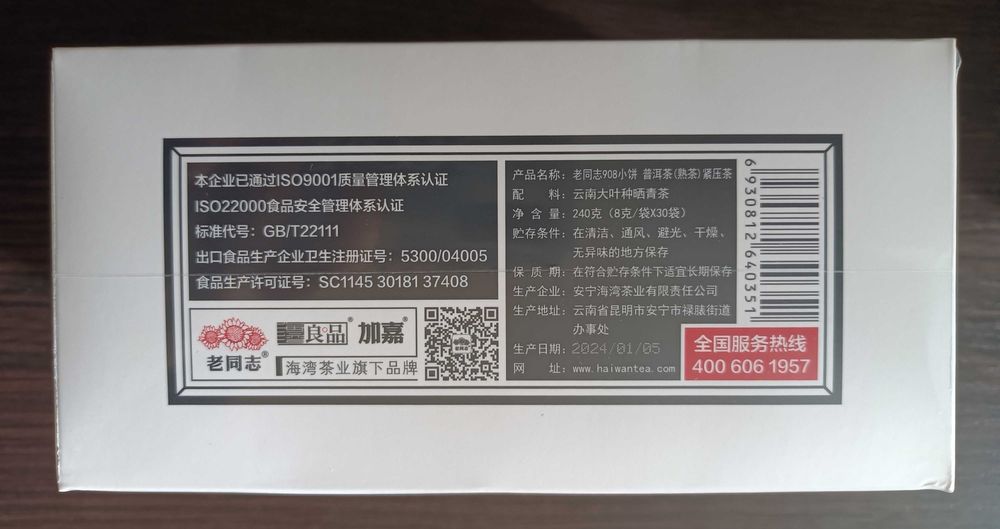 本企业已通过ISO9001质量管理体系认证
ISO22000食品安全管理体系认证
标准代号：GB/T22111
出口食品生产企业卫生注册证号：5300/04005
食品生产许可证号：SC1145 30181 37408
良品® 加嘉®
老同志®
海湾茶业旗下品牌
产品名称：老同志908小饼 普洱茶(熟茶)紧压茶
配 料：云南大叶种晒青茶
净 含 量：240克（8克/袋X30袋）
贮存条件：在清洁、通风、避光、干燥、
无异味的地方保存
保 质 期：在符合贮存条件下适宜长期保存
生产企业：安宁海湾茶业有限责任公司
生产地址：云南省昆明市安宁市禄脿街道
办事处
生产日期：2024/01/05
网 址：www.haiwantea.com
6 930812 640351
全国服务热线
400 606 1957